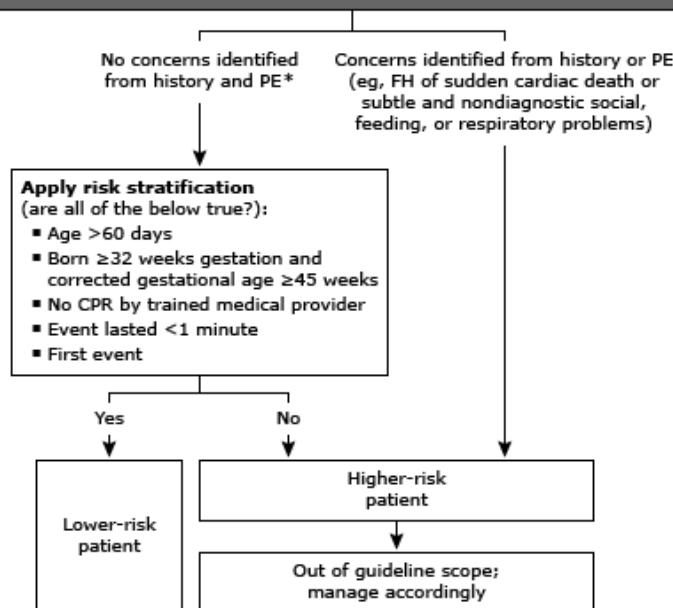 No concerns identified
from history and PE*
Concerns identified from history or PE
(eg, FH of sudden cardiac death or
subtle and nondiagnostic social,
feeding, or respiratory problems)
Apply risk stratification
(are all of the below true?):
▪ Age >60 days
▪ Born ≥32 weeks gestation and
corrected gestational age ≥45 weeks
▪ No CPR by trained medical provider
▪ Event lasted <1 minute
▪ First event
Yes
No
Lower-risk
patient
Higher-risk
patient
Out of guideline scope;
manage accordingly